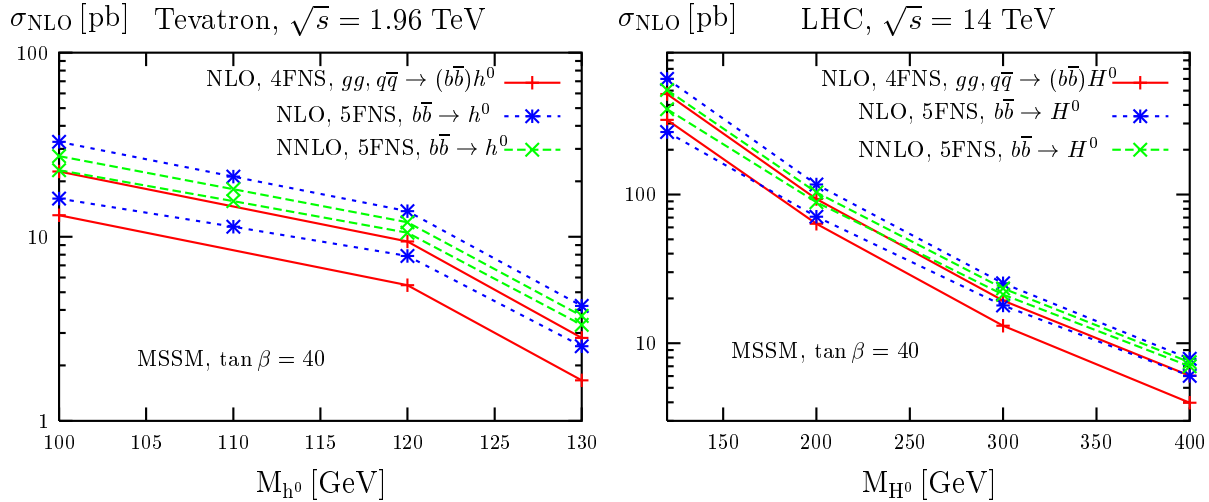 σNLO [pb] Tevatron, √s = 1.96 TeV
100
10
1
NLO, 4FNS, gg, qq̅ → (bb̅)h⁰
NLO, 5FNS, bb̅ → h⁰
NNLO, 5FNS, bb̅ → h⁰
MSSM, tan β = 40
100 105 110 115 120 125 130
Mh⁰ [GeV]
σNLO [pb] LHC, √s = 14 TeV
100
10
NLO, 4FNS, gg, qq̅ → (bb̅)H⁰
NLO, 5FNS, bb̅ → H⁰
NNLO, 5FNS, bb̅ → H⁰
MSSM, tan β = 40
150 200 250 300 350 400
MH⁰ [GeV]